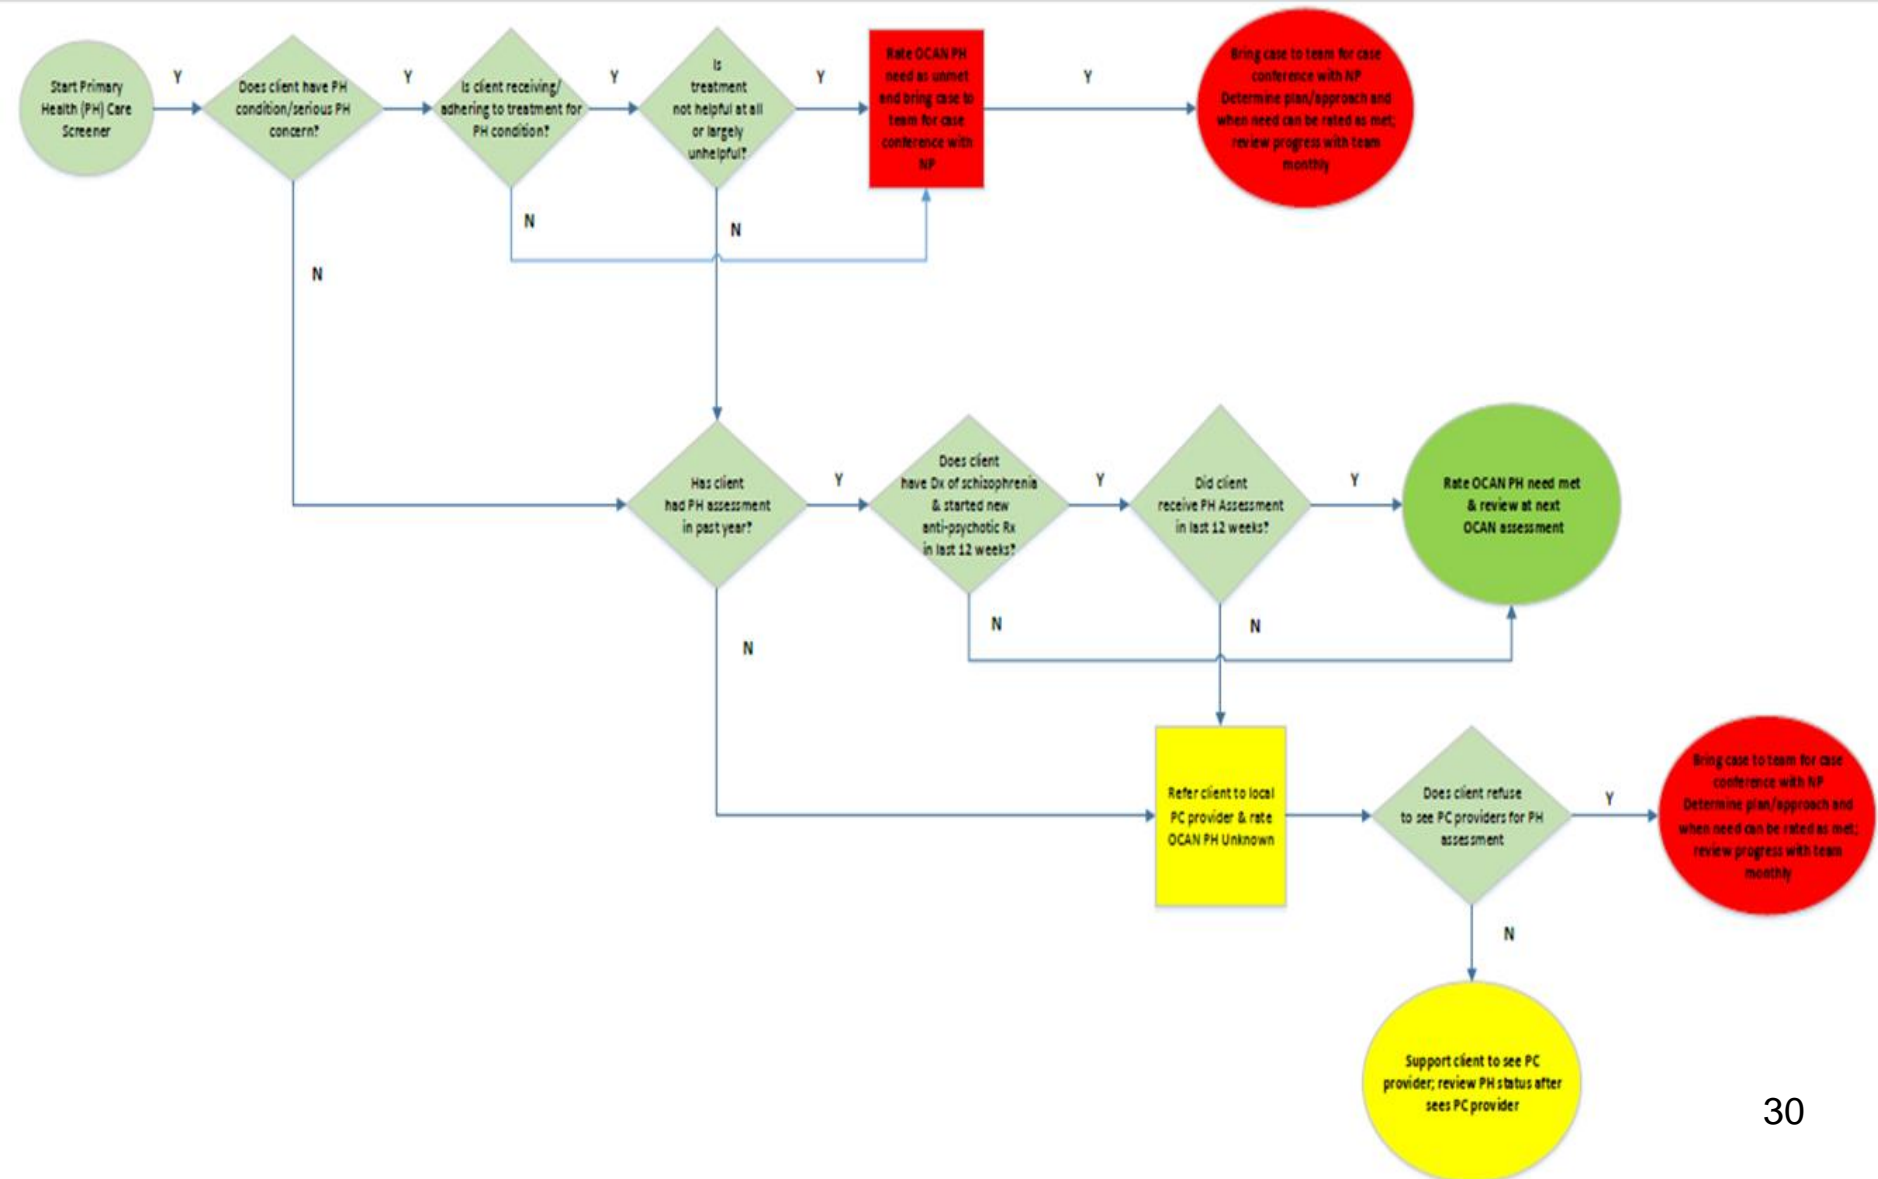 Start Primary
Health (PH) Care
Screener
Y
Does client have PH
condition/serious PH
concern?
Y
Is client receiving/
adhering to treatment for
PH condition?
Y
Is
treatment
not helpful at all
or largely
unhelpful?
Y
Rate OCAN PH
need as unmet
and bring case to
team for case
conference with
NP
Y
Bring case to team for case
conference with NP
Determine plan/approach and
when need can be rated as met;
review progress with team
monthly
N
N
N
Has client
had PH assessment
in past year?
Y
Does client
have Dx of schizophrenia
& started new
anti-psychotic Rx
in last 12 weeks?
Y
Did client
receive PH Assessment
in last 12 weeks?
Y
Rate OCAN PH need met
& review at next
OCAN assessment
N
N
N
Refer client to local
PC provider & rate
OCAN PH Unknown
Does client refuse
to see PC providers for PH
assessment
Y
Bring case to team for case
conference with NP
Determine plan/approach and
when need can be rated as met;
review progress with team
monthly
N
Support client to see PC
provider; review PH status after
sees PC provider
30